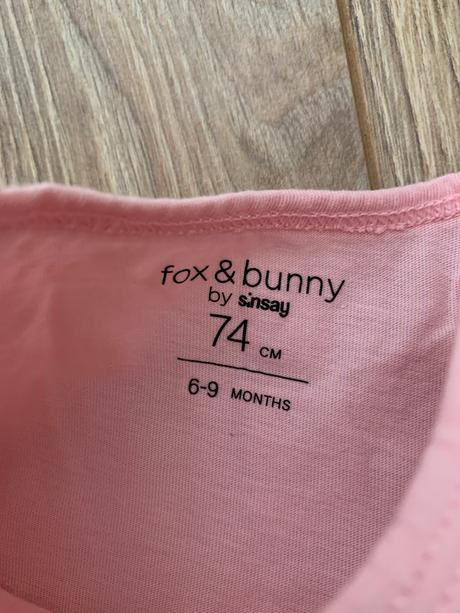 fox & bunny
by sinsay
74 CM
6-9 MONTHS